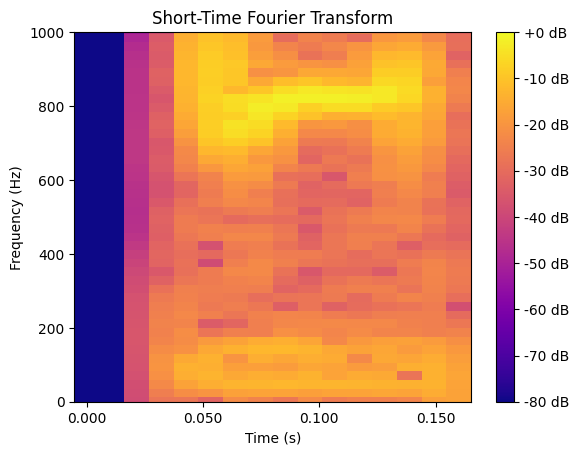 Short-Time Fourier Transform
1000
800
600
400
200
0
Frequency (Hz)
0.000
0.050
0.100
0.150
Time (s)
+0 dB
-10 dB
-20 dB
-30 dB
-40 dB
-50 dB
-60 dB
-70 dB
-80 dB